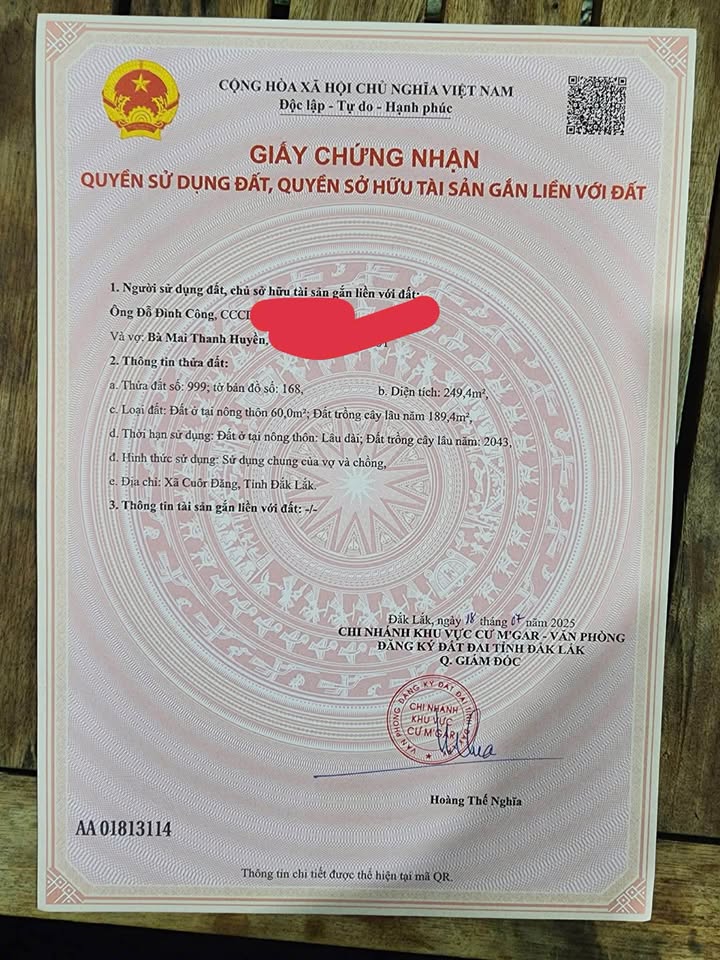 CỘNG HÒA XÃ HỘI CHỦ NGHĨA VIỆT NAM
Độc lập - Tự do - Hạnh phúc
GIẤY CHỨNG NHẬN
QUYỀN SỬ DỤNG ĐẤT, QUYỀN SỞ HỮU TÀI SẢN GẮN LIỀN VỚI ĐẤT
1. Người sử dụng đất, chủ sở hữu tài sản gắn liền với đất:
Ông Đỗ Đình Công, CCCD
Và vợ: Bà Mai Thanh Huyền,
2. Thông tin thửa đất:
a. Thửa đất số: 999; tờ bản đồ số: 168, b. Diện tích: 249,4m²,
c. Loại đất: Đất ở tại nông thôn 60,0m²; Đất trồng cây lâu năm 189,4m²,
d. Thời hạn sử dụng: Đất ở tại nông thôn: Lâu dài; Đất trồng cây lâu năm: 2043,
đ. Hình thức sử dụng: Sử dụng chung của vợ và chồng,
e. Địa chỉ: Xã Cuôr Đăng, Tỉnh Đắk Lắk.
3. Thông tin tài sản gắn liền với đất: -/-
Đắk Lắk, ngày 18 tháng 07 năm 2025
CHI NHÁNH KHU VỰC CƯ M'GAR - VĂN PHÒNG
ĐĂNG KÝ ĐẤT ĐAI TỈNH ĐẮK LẮK
Q. GIÁM ĐỐC
VĂN PHÒNG ĐĂNG KÝ ĐẤT ĐAI TỈNH
CHI NHÁNH
KHU VỰC
CƯ M'GAR
Hoàng Thế Nghĩa
AA 01813114
Thông tin chi tiết được thể hiện tại mã QR.